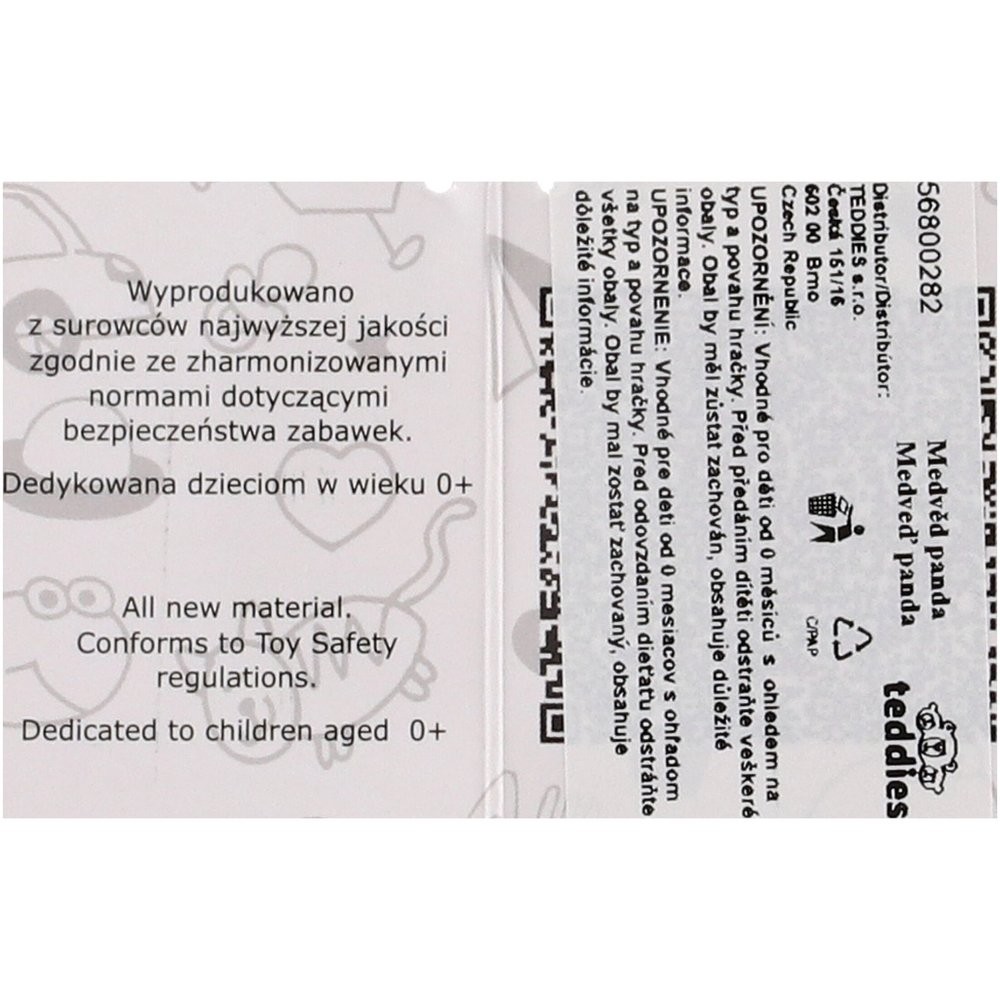 Wyprodukowano
z surowców najwyższej jakości
zgodnie ze zharmonizowanymi
normami dotyczącymi
bezpieczeństwa zabawek.
Dedykowana dzieciom w wieku 0+
All new material.
Conforms to Toy Safety
regulations.
Dedicated to children aged 0+
56800282
Medvěd panda
Medveď panda
teddies
Distributor/Distribútor:
TEDDIES s.r.o.
Česká 181/16
602 00 Brno
Czech Republic
C/PAP
UPOZORNĚNÍ: Vhodné pro děti od 0 měsíců s ohledem na
typ a povahu hračky. Před předáním dítěti odstraňte veškeré
obaly. Obal by měl zůstat zachován, obsahuje důležité
informace.
UPOZORNENIE: Vhodné pre deti od 0 mesiacov s ohľadom
na typ a povahu hračky. Pred odovzdaním dieťaťu odstráňte
všetky obaly. Obal by mal zostať zachovaný, obsahuje
dôležité informácie.